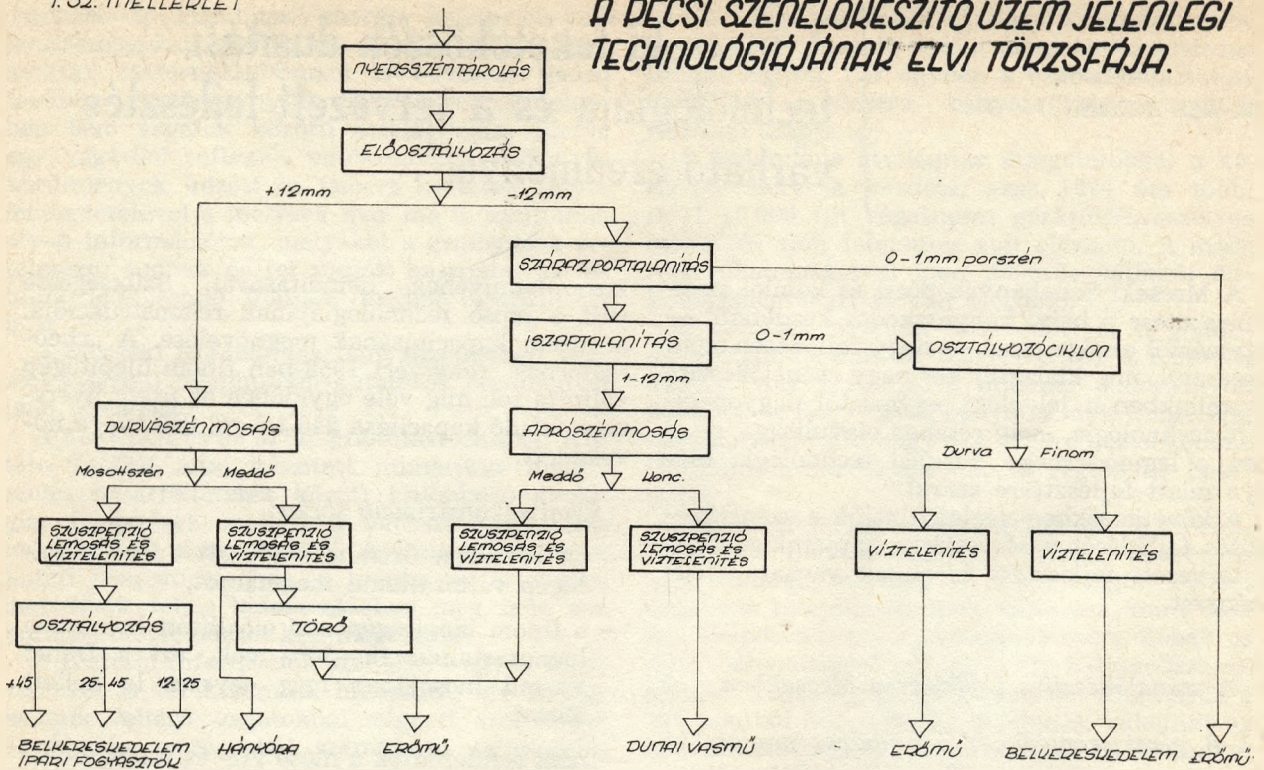 1. 32. MELLÉKLET
A PÉCSI SZÉNELŐKÉSZÍTŐ ÜZEM JELENLEGI
TECHNOLÓGIÁJÁNAK ELVI TÖRZSFÁJA.
NYERSSZÉNTÁROLÁS
ELŐOSZTÁLYOZÁS
+12mm
-12mm
SZÁRAZ PORTALANÍTÁS
0-1mm porszén
ISZAPTALANÍTÁS
0-1mm
OSZTÁLYOZÓCIKLON
1-12mm
DURVASZÉNMOSÁS
APRÓSZÉNMOSÁS
Mosottszén
Meddő
Meddő
Konc.
Durva
Finom
SZUSZPENZIÓ
LEMOSÁS ÉS
VÍZTELENÍTÉS
SZUSZPENZIÓ
LEMOSÁS ÉS
VÍZTELENÍTÉS
SZUSZPENZIÓ
LEMOSÁS ÉS
VÍZTELENÍTÉS
SZUSZPENZIÓ
LEMOSÁS ÉS
VÍZTELENÍTÉS
VÍZTELENÍTÉS
VÍZTELENÍTÉS
OSZTÁLYOZÁS
TÖRŐ
+45
25-45
12-25
BELKERESKEDELEM
IPARI FOGYASZTÓK
HÁNYÓRA
ERŐMŰ
DUNAI VASMŰ
ERŐMŰ
BELKERESKEDELEM
ERŐMŰ
várható eredmények